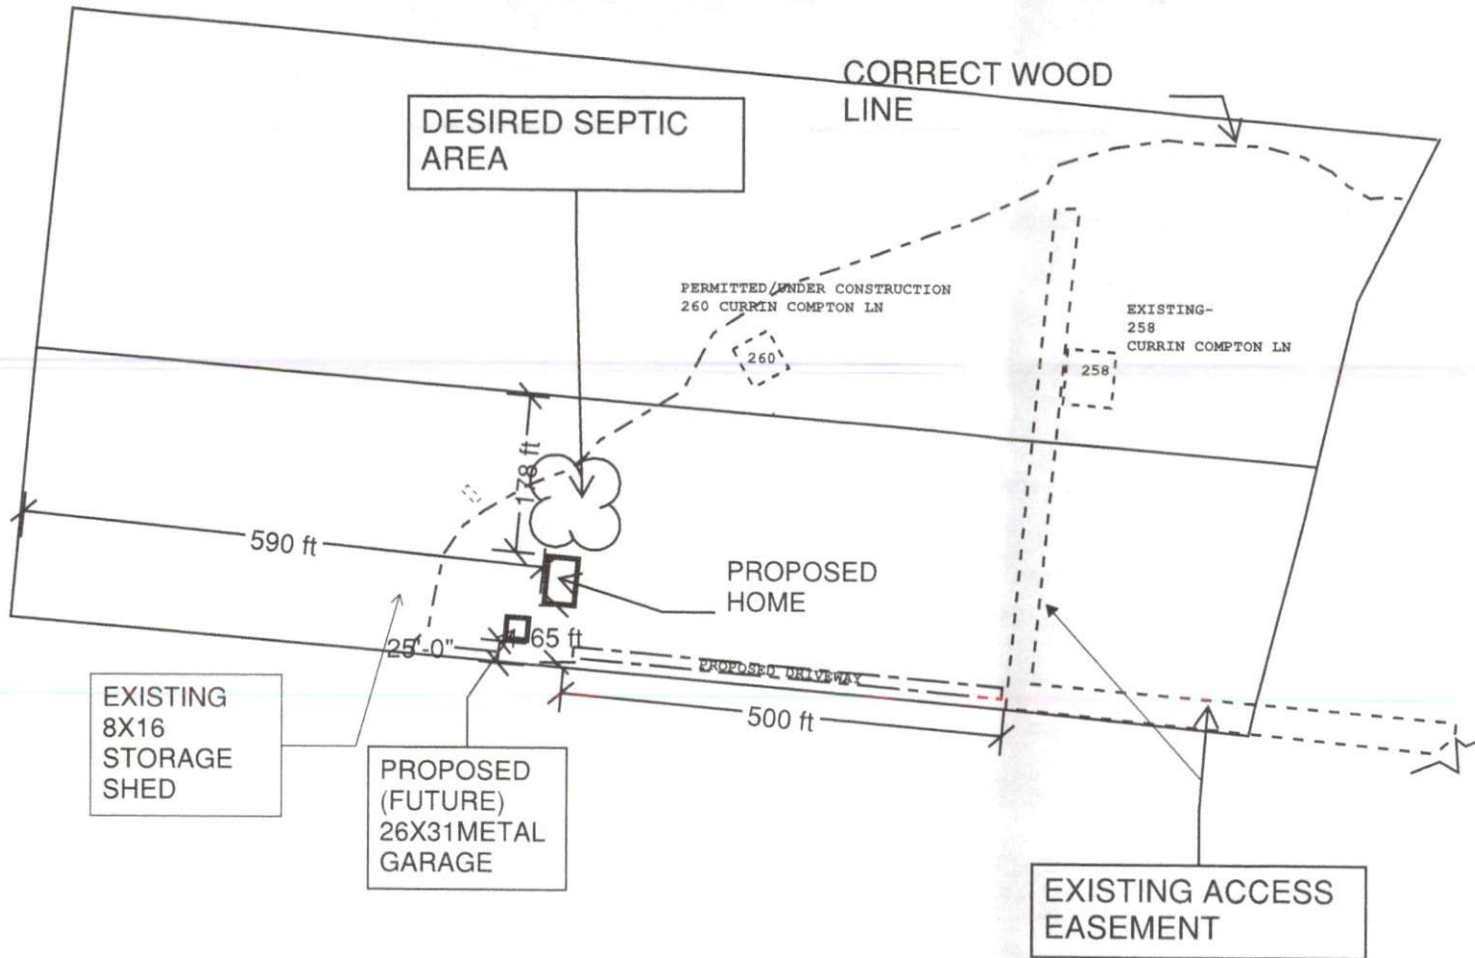 CORRECT WOOD
LINE
DESIRED SEPTIC
AREA
PERMITTED/UNDER CONSTRUCTION
260 CURRIN COMPTON LN
260
EXISTING-
258
CURRIN COMPTON LN
258
178 ft
590 ft
PROPOSED
HOME
25'-0"
65 ft
PROPOSED DRIVEWAY
500 ft
EXISTING
8X16
STORAGE
SHED
PROPOSED
(FUTURE)
26X31METAL
GARAGE
EXISTING ACCESS
EASEMENT